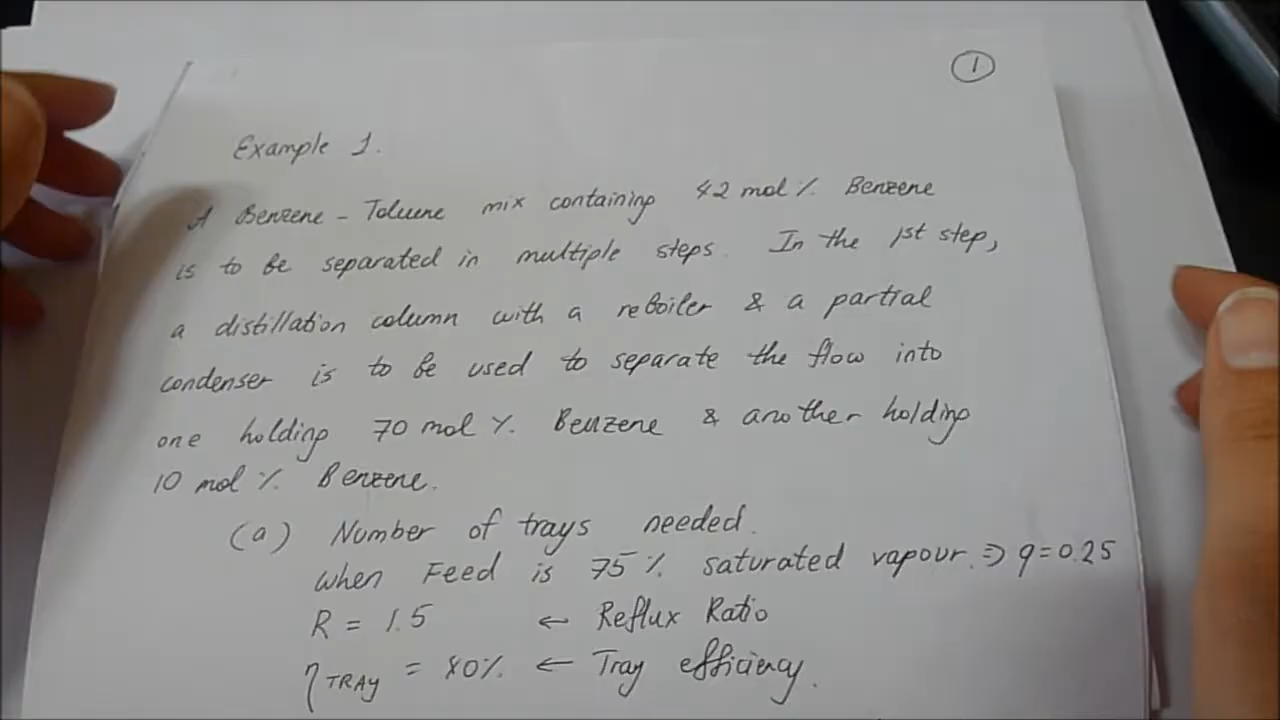 1
Example 1.
A Benzene - Toluene mix containing 42 mol % Benzene
is to be separated in multiple steps. In the 1st step,
a distillation column with a reboiler & a partial
condenser is to be used to separate the flow into
one holding 70 mol %. Benzene & another holding
10 mol % Benzene.
(a) Number of trays needed.
when Feed is 75 % saturated vapour. ⇒ q = 0.25
R = 1.5 ← Reflux Ratio
η TRAY = 80% ← Tray efficiency.